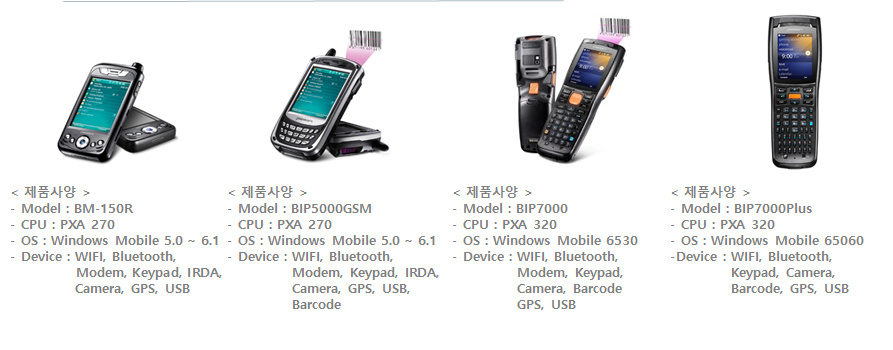 < 제품사양 >
- Model : BM-150R
- CPU : PXA 270
- OS : Windows Mobile 5.0 ~ 6.1
- Device : WIFI, Bluetooth,
Modem, Keypad, IRDA,
Camera, GPS, USB
< 제품사양 >
- Model : BIP5000GSM
- CPU : PXA 270
- OS : Windows Mobile 5.0 ~ 6.1
- Device : WIFI, Bluetooth,
Modem, Keypad, IRDA,
Camera, GPS, USB,
Barcode
< 제품사양 >
- Model : BIP7000
- CPU : PXA 320
- OS : Windows Mobile 6530
- Device : WIFI, Bluetooth,
Modem, Keypad,
Camera, Barcode
GPS, USB
< 제품사양 >
- Model : BIP7000Plus
- CPU : PXA 320
- OS : Windows Mobile 65060
-Device : WIFI, Bluetooth,
Keypad, Camera,
Barcode, GPS, USB